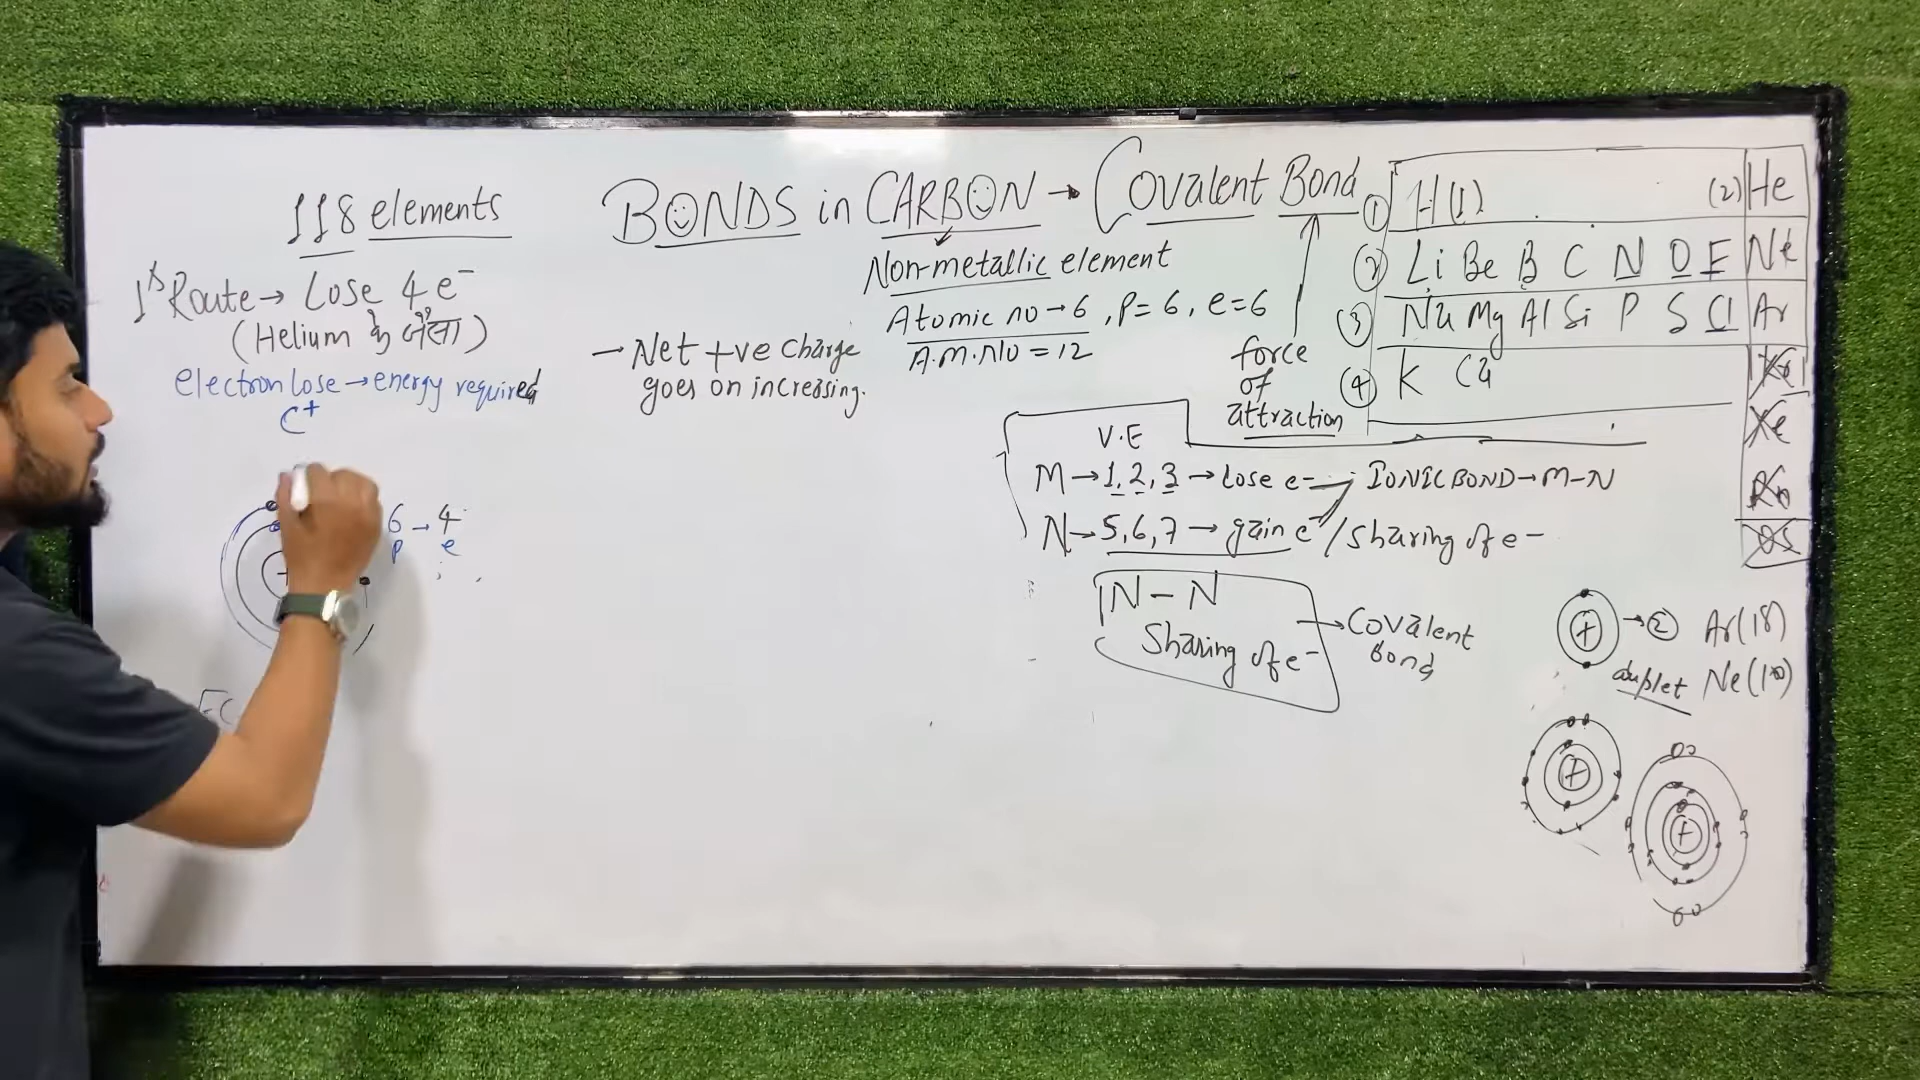 118 elements
BONDS in CARBON → Covalent Bond
Non-metallic element
Atomic no → 6, P = 6, e = 6
A.M.No = 12
1st Route → Lose 4 e⁻
(Helium के जैसा)
electron lose → energy required
C⁺
→ Net +ve charge
goes on increasing.
6 → 4
p e
+
force
of
attraction
① H(1) (2) He
② Li Be B C N O F Ne
③ Na Mg Al Si P S Cl Ar
④ K Ca Kr
Xe
Rn
Os
V.E
M → 1, 2, 3 → lose e- IONIC BOND → M-N
N → 5, 6, 7 → gain e⁻ / Sharing of e-
N - N
Sharing of e⁻ → Covalent
Bond
+ → ② Ar(18)
duplet Ne(10)
+
+